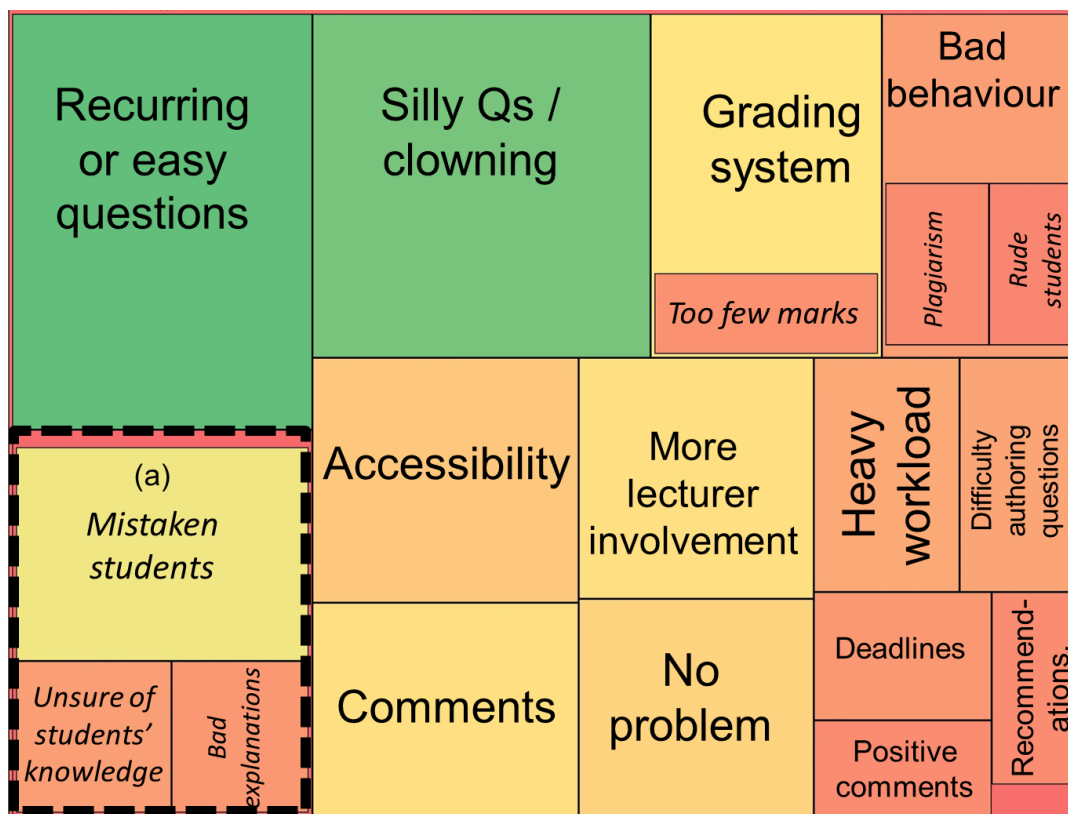 Recurring
or easy
questions
Silly Qs /
clowning
Grading
system
Too few marks
Bad
behaviour
Plagiarism
Rude
students
(a)
Mistaken
students
Unsure of
students’
knowledge
Bad
explanations
Accessibility
More
lecturer
involvement
Heavy
workload
Difficulty
authoring
questions
Comments
No
problem
Deadlines
Positive
comments
Recommend-
ations.